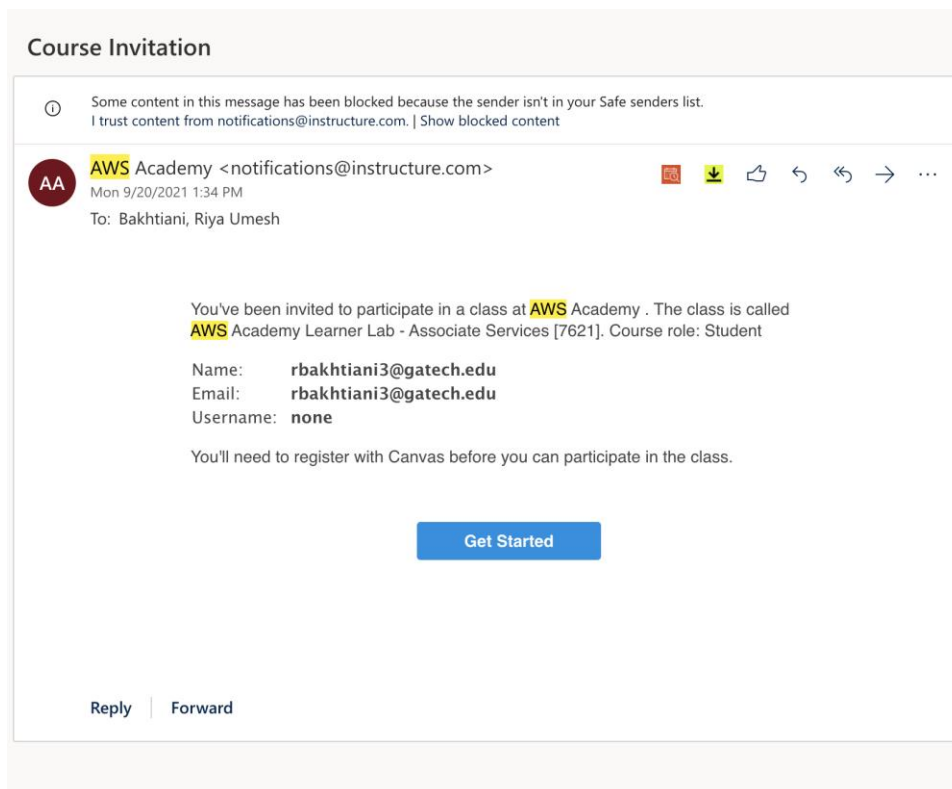 Course Invitation
Some content in this message has been blocked because the sender isn't in your Safe senders list.
I trust content from notifications@instructure.com. | Show blocked content
AA
AWS Academy <notifications@instructure.com>
Mon 9/20/2021 1:34 PM
To: Bakhtiani, Riya Umesh
You've been invited to participate in a class at AWS Academy . The class is called
AWS Academy Learner Lab - Associate Services [7621]. Course role: Student
Name: rbakhtiani3@gatech.edu
Email: rbakhtiani3@gatech.edu
Username: none
You'll need to register with Canvas before you can participate in the class.
Get Started
Reply | Forward